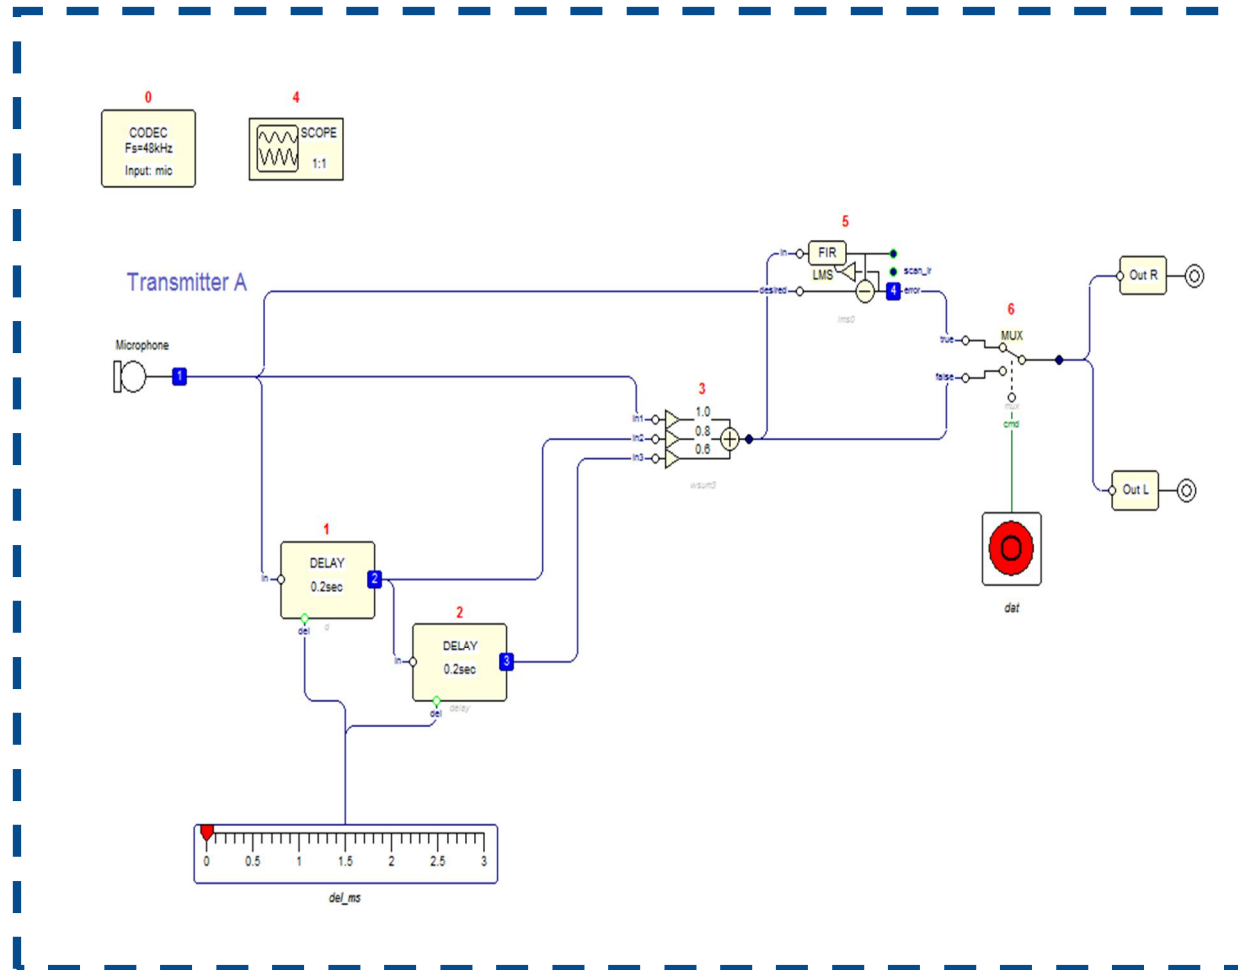 0
4
CODEC
Fs=48kHz
Input: mic
SCOPE
1:1
5
in
FIR
LMS
scan_ir
desired
4
error
lms0
Transmitter A
Out R
6
MUX
true
false
mux
cmd
Microphone
1
3
in1
1.0
in2
0.8
in3
0.6
wsum3
Out L
1
DELAY
0.2sec
in
2
del
d
2
DELAY
0.2sec
in
3
del
delay
dat
0 0.5 1 1.5 2 2.5 3
del_ms